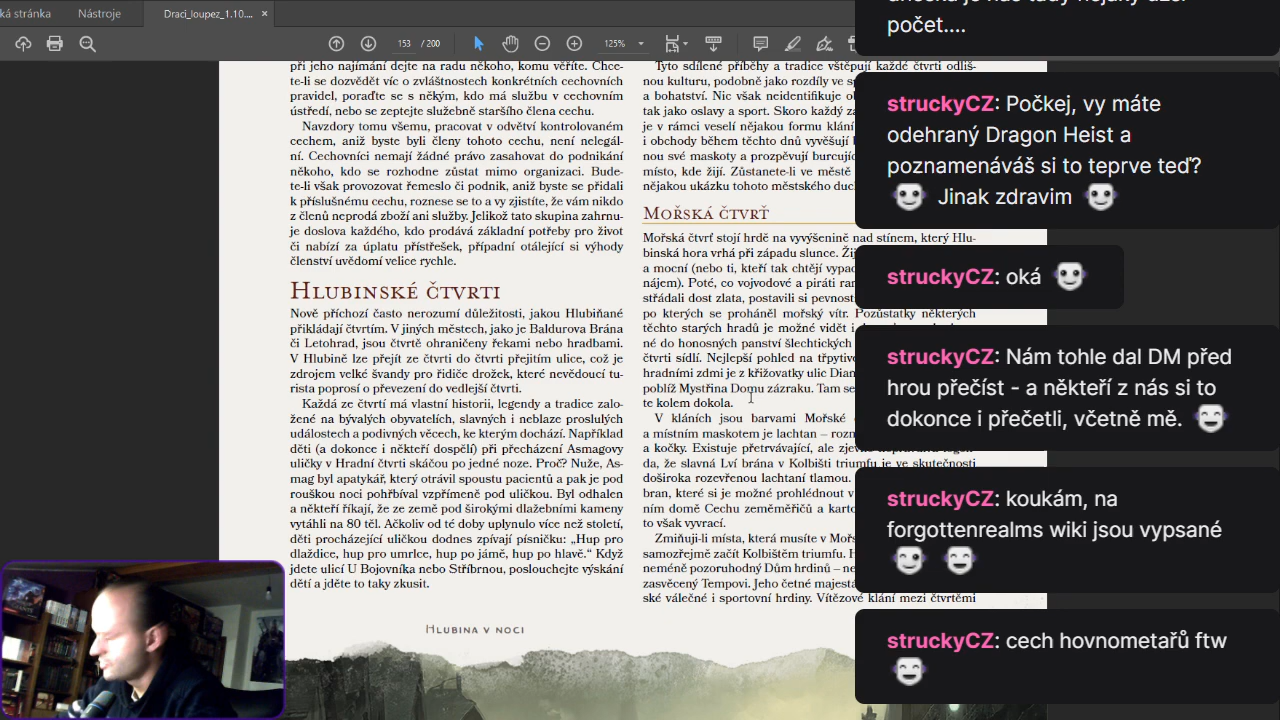 ká stránka
Nástroje
Draci_loupez_1.10....
153 / 200
125%
při jeho najímání dejte na radu někoho, komu věříte. Chce-
te-li se dozvědět víc o zvláštnostech konkrétních cechovních
pravidel, poraďte se s někým, kdo má službu v cechovním
ústředí, nebo se zeptejte služebně staršího člena cechu.
Navzdory tomu všemu, pracovat v odvětví kontrolovaném
cechem, aniž byste byli členy tohoto cechu, není nelegál-
ní. Cechovníci nemají žádné právo zasahovat do podnikání
někoho, kdo se rozhodne zůstat mimo organizaci. Bude-
te-li však provozovat řemeslo či podnik, aniž byste se přidali
k příslušnému cechu, roznese se to a vy zjistíte, že vám nikdo
z členů neprodá zboží ani služby. Jelikož tato skupina zahrnu-
je doslova každého, kdo prodává základní potřeby pro život
či nabízí za úplatu přístřešek, případní otálející si výhody
členství uvědomí velice rychle.
Hlubinské čtvrti
Nově příchozí často nerozumí důležitosti, jakou Hlubiňané
přikládají čtvrtím. V jiných městech, jako je Baldurova Brána
či Letohrad, jsou čtvrtě ohraničeny řekami nebo hradbami.
V Hlubině lze přejít ze čtvrti do čtvrti přejitím ulice, což je
zdrojem velké švandy pro řidiče drožek, které nevědoucí tu-
rista poprosí o převezení do vedlejší čtvrti.
Každá ze čtvrtí má vlastní historii, legendy a tradice zalo-
žené na bývalých obyvatelích, slavných i neblaze proslulých
událostech a podivných věcech, ke kterým dochází. Například
děti (a dokonce i někteří dospělí) při přecházení Asmagovy
uličky v Hradní čtvrti skáčou po jedné noze. Proč? Nuže, As-
mag byl apatykář, který otrávil spoustu pacientů a pak je pod
rouškou noci pohřbíval vzpřímeně pod uličkou. Byl odhalen
a někteří říkají, že ze země pod širokými dlažebními kameny
vytáhli na 80 těl. Ačkoliv od té doby uplynulo více než století,
děti procházející uličkou dodnes zpívají písničku: „Hup pro
dlaždice, hup pro umrlce, hup po jámě, hup po hlavě.“ Když
jdete ulicí U Bojovníka nebo Stříbrnou, poslouchejte výskání
dětí a jděte to taky zkusit.
Tyto sdílené příběhy a tradice vštěpují každé čtvrti odliš-
nou kulturu, podobně jako rozdíly ve
a bohatství. Nic však neidentifikuje
tak jako oslavy a sport. Skoro každý
je v rámci veselí nějakou formu klání
i obchody během těchto dnů vyvěšují
nou své maskoty a prozpěvují burcující
místo, kde žijí. Zůstanete-li ve městě
nějakou ukázku tohoto městského
Mořská čtvrť
Mořská čtvrť stojí hrdě na vyvýšenině nad stínem, který Hlu-
binská hora vrhá při západu slunce.
a mocní (nebo ti, kteří tak chtějí
nájem). Poté, co vojvodové a piráti
střádali dost zlata, postavili si
po kterých se proháněl mořský vítr. Pozůstatky některých
těchto starých hradů je možné vidět i
né do honosných panství šlechtických
čtvrti sídlí. Nejlepší pohled na
hradními zdmi je z křižovatky ulic
poblíž Mystřina Domu zázraku. Tam
te kolem dokola.
V kláních jsou barvami Mořské
a místním maskotem je lachtan –
a kočky. Existuje přetrvávající, ale
da, že slavná Lví brána v Kolbišti triumfu je ve skutečnosti
doširoka rozevřenou lachtaní tlamou.
bran, které si je možné prohlédnout v
ním domě Cechu zeměměřičů a
to však vyvrací.
Zmiňuji-li místa, která musíte v
samozřejmě začít Kolbištěm triumfu.
neméně pozoruhodný Dům hrdinů –
zasvěcený Tempovi. Jeho četné
ské válečné i sportovní hrdiny. Vítězové klání mezi čtvrtěmi
Hlubina v noci
počet....
struckyCZ: Počkej, vy máte
odehraný Dragon Heist a
poznamenáváš si to teprve teď?
Jinak zdravim
struckyCZ: oká
struckyCZ: Nám tohle dal DM před
hrou přečíst - a někteří z nás si to
dokonce i přečetli, včetně mě.
struckyCZ: koukám, na
forgottenrealms wiki jsou vypsané
struckyCZ: cech hovnometařů ftw